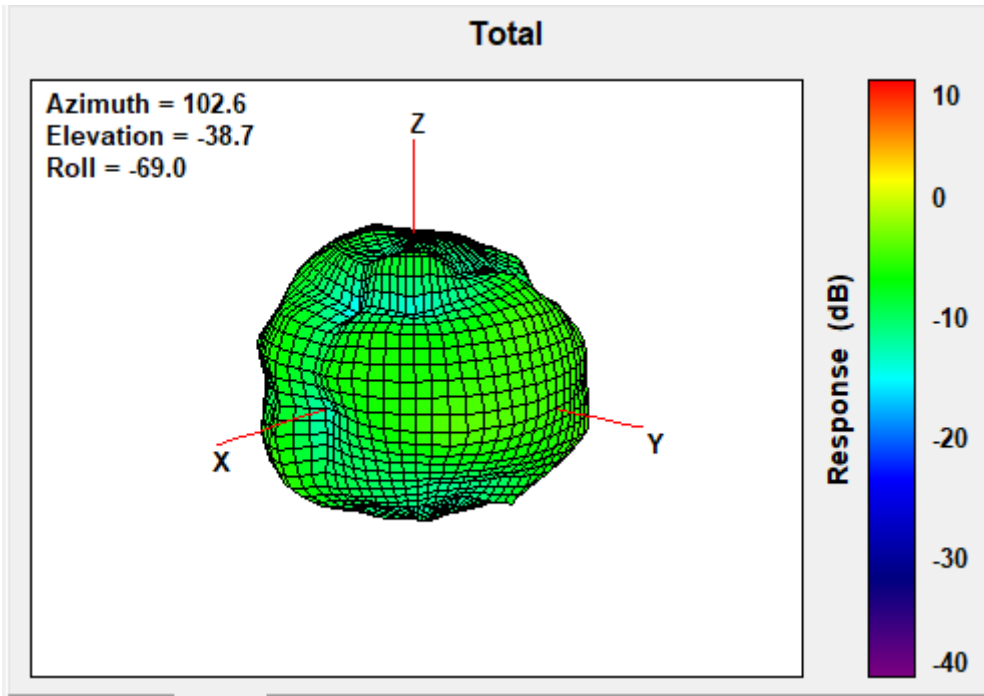 Total
Azimuth = 102.6
Elevation = -38.7
Roll = -69.0
Z
X
Y
Response (dB)
10
0
-10
-20
-30
-40